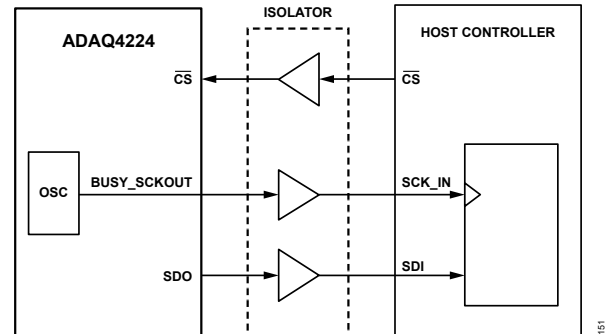 ISOLATOR
ADAQ4224
HOST CONTROLLER
CS
CS
OSC
BUSY_SCKOUT
SCK_IN
SDO
SDI
151